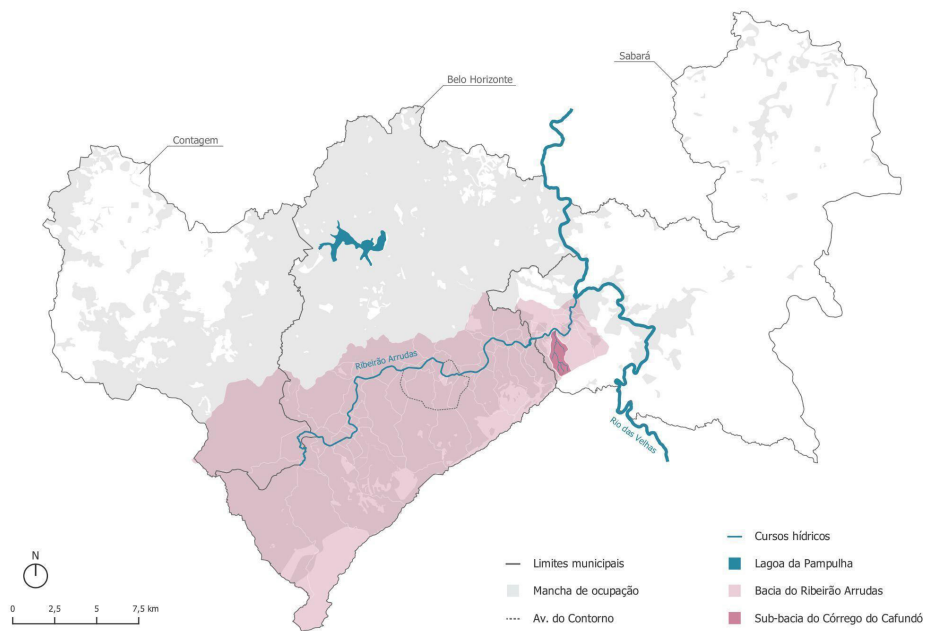 Sabará
Belo Horizonte
Contagem
Ribeirão Arrudas
Rio das Velhas
N
0 2,5 5 7,5 km
Limites municipais
Mancha de ocupação
Av. do Contorno
Cursos hídricos
Lagoa da Pampulha
Bacia do Ribeirão Arrudas
Sub-bacia do Córrego do Cafundó